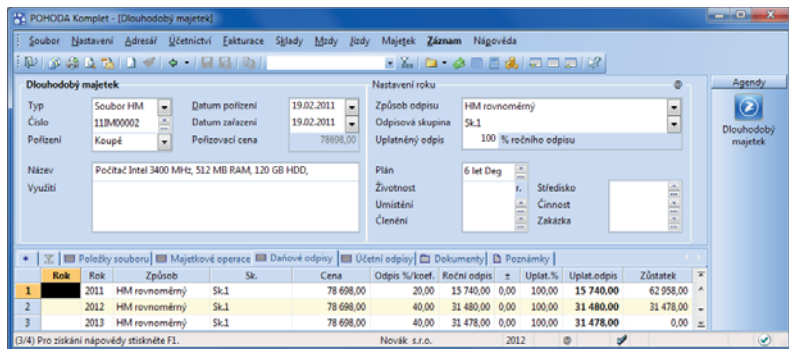 POHODA Komplet - [Dlouhodobý majetek]
Soubor Nastavení Adresář Účetnictví Fakturace Sklady Mzdy Jízdy Majetek Záznam Nápověda
Dlouhodobý majetek Nastavení roku @ Agendy
Typ Soubor HM Datum pořízení 19.02.2011 Způsob odpisu HM rovnoměrný
Číslo 11IM00002 Datum zařazení 19.02.2011 Odpisová skupina Sk.1
Pořízení Koupě Pořizovací cena 78698,00 Uplatněný odpis 100 % ročního odpisu
Dlouhodobý majetek
Název Počítač Intel 3400 MHz, 512 MB RAM, 120 GB HDD, Plán 6 let Deg
Využití Životnost r. Středisko
Umístění Činnost
Členění Zakázka
Položky souboru Majetkové operace Daňové odpisy Účetní odpisy Dokumenty Poznámky
Rok Rok Způsob Sk. Cena Odpis %/koef. Roční odpis ± Uplat.% Uplat.odpis Zůstatek
1 2011 HM rovnoměrný Sk.1 78 698,00 20,00 15 740,00 0,00 100,00 15 740,00 62 958,00
2 2012 HM rovnoměrný Sk.1 78 698,00 40,00 31 480,00 0,00 100,00 31 480,00 31 478,00
3 2013 HM rovnoměrný Sk.1 78 698,00 40,00 31 478,00 0,00 100,00 31 478,00 0,00
(3/4) Pro získání nápovědy stiskněte F1. Novák s.r.o. 2012 @